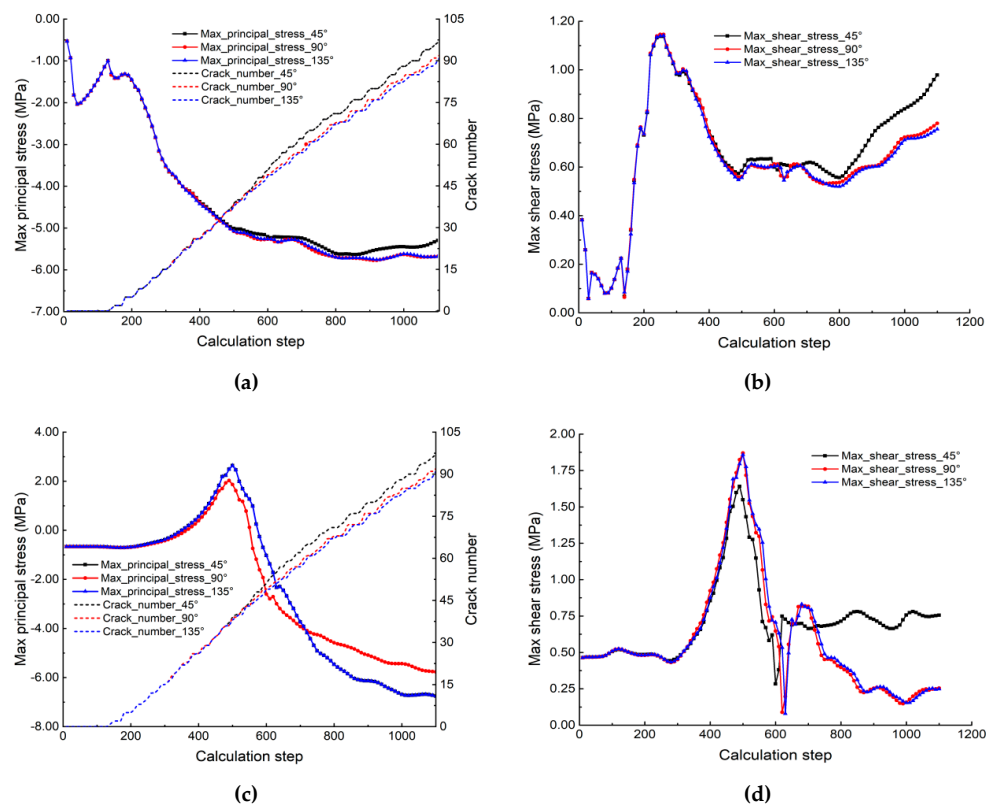 0.00
-1.00
-2.00
-3.00
-4.00
-5.00
-6.00
-7.00
Max principal stress (MPa)
Max_principal_stress_45°
Max_principal_stress_90°
Max_principal_stress_135°
Crack_number_45°
Crack_number_90°
Crack_number_135°
105
90
75
60
45
30
15
0
Crack number
0 200 400 600 800 1000
Calculation step
(a)
1.20
1.00
0.80
0.60
0.40
0.20
0.00
Max shear stress (MPa)
Max_shear_stress_45°
Max_shear_stress_90°
Max_shear_stress_135°
0 200 400 600 800 1000 1200
Calculation step
(b)
4.00
2.00
0.00
-2.00
-4.00
-6.00
-8.00
Max principal stress (MPa)
Max_principal_stress_45°
Max_principal_stress_90°
Max_principal_stress_135°
Crack_number_45°
Crack_number_90°
Crack_number_135°
105
90
75
60
45
30
15
0
Crack number
0 200 400 600 800 1000
Calculation step
(c)
2.00
1.75
1.50
1.25
1.00
0.75
0.50
0.25
0.00
Max shear stress (MPa)
Max_shear_stress_45°
Max_shear_stress_90°
Max_shear_stress_135°
0 200 400 600 800 1000 1200
Calculation step
(d)